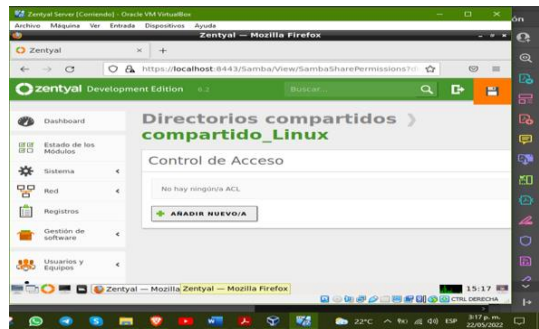 Zentyal Server [Corriendo] - Oracle VM VirtualBox
Archivo Máquina Ver Entrada Dispositivos Ayuda
Zentyal — Mozilla Firefox
Zentyal × +
https://localhost:8443/Samba/View/SambaSharePermissions?di
zentyal Development Edition
Buscar...
Dashboard
Estado de los Módulos
Sistema
Red
Registros
Gestión de software
Usuarios y Equipos
Directorios compartidos
compartido_Linux
Control de Acceso
No hay ningún/a ACL
+ AÑADIR NUEVO/A
Zentyal — Mozilla Zentyal — Mozilla Firefox
15:17
CTRL DERECHA
22°C ESP 3:17 p. m.
22/05/2022